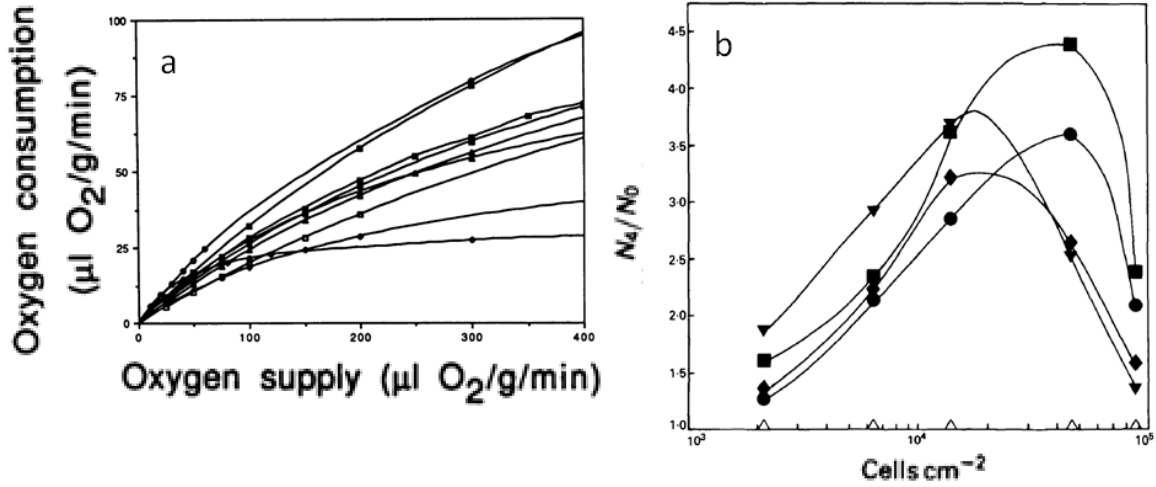 a
Oxygen consumption
(µl O2/g/min)
100
75
50
25
0
0 100 200 300 400
Oxygen supply (µl O2/g/min)
b
N4/N0
4·5
4·0
3·5
3·0
2·5
2·0
1·5
1·0
10³ 10⁴ 10⁵
Cells cm⁻²